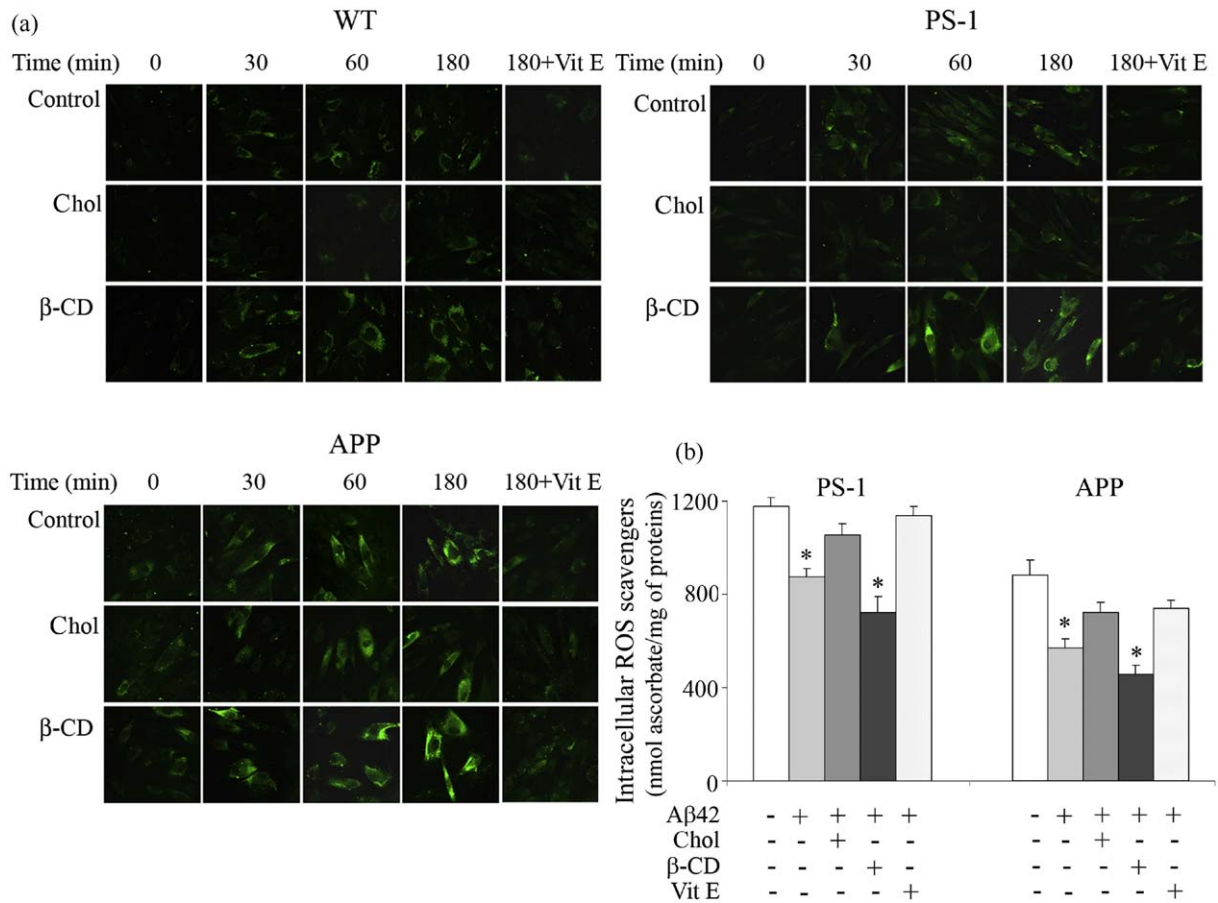 (a)
WT
Time (min) 0 30 60 180 180+Vit E
Control
Chol
β-CD
PS-1
Time (min) 0 30 60 180 180+Vit E
Control
Chol
β-CD
APP
Time (min) 0 30 60 180 180+Vit E
Control
Chol
β-CD
(b)
PS-1 APP
Intracellular ROS scavengers
(nmol ascorbate/mg of proteins)
1200
800
400
0
* * * *
Aβ42 - + + + + - + + + +
Chol - - + - - - - + - -
β-CD - - - + - - - - + -
Vit E - - - - + - - - - +